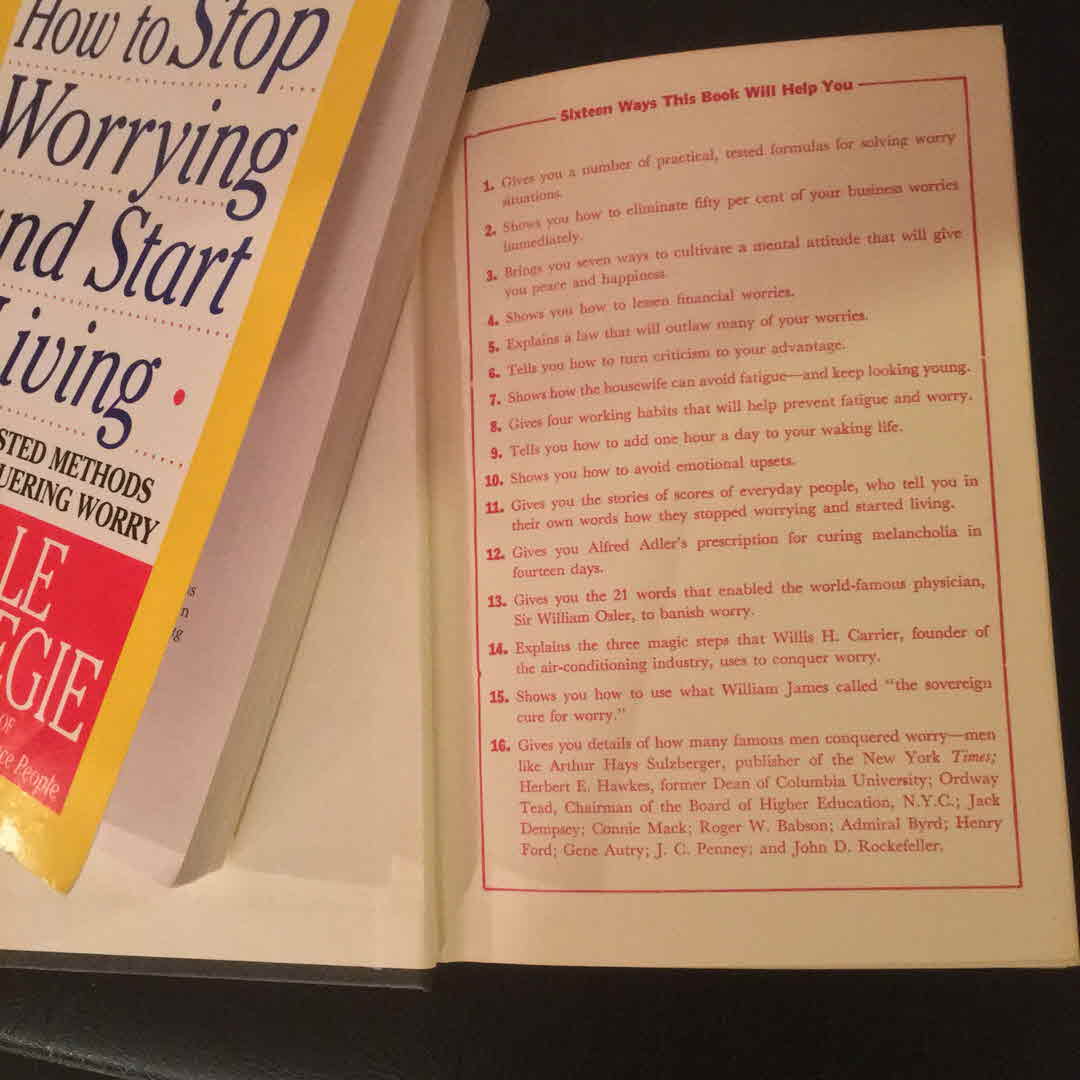 How to Stop
Worrying
and Start
Living
STED METHODS
UERING WORRY
LE
EGIE
OF
ce People
s
n
g
Sixteen Ways This Book Will Help You
1. Gives you a number of practical, tested formulas for solving worry
situations.
2. Shows you how to eliminate fifty per cent of your business worries
immediately.
3. Brings you seven ways to cultivate a mental attitude that will give
you peace and happiness.
4. Shows you how to lessen financial worries.
5. Explains a law that will outlaw many of your worries.
6. Tells you how to turn criticism to your advantage.
7. Shows how the housewife can avoid fatigue—and keep looking young.
8. Gives four working habits that will help prevent fatigue and worry.
9. Tells you how to add one hour a day to your waking life.
10. Shows you how to avoid emotional upsets.
11. Gives you the stories of scores of everyday people, who tell you in
their own words how they stopped worrying and started living.
12. Gives you Alfred Adler's prescription for curing melancholia in
fourteen days.
13. Gives you the 21 words that enabled the world-famous physician,
Sir William Osler, to banish worry.
14. Explains the three magic steps that Willis H. Carrier, founder of
the air-conditioning industry, uses to conquer worry.
15. Shows you how to use what William James called "the sovereign
cure for worry."
16. Gives you details of how many famous men conquered worry—men
like Arthur Hays Sulzberger, publisher of the New York Times;
Herbert E. Hawkes, former Dean of Columbia University; Ordway
Tead, Chairman of the Board of Higher Education, N.Y.C.; Jack
Dempsey; Connie Mack; Roger W. Babson; Admiral Byrd; Henry
Ford; Gene Autry; J. C. Penney; and John D. Rockefeller.